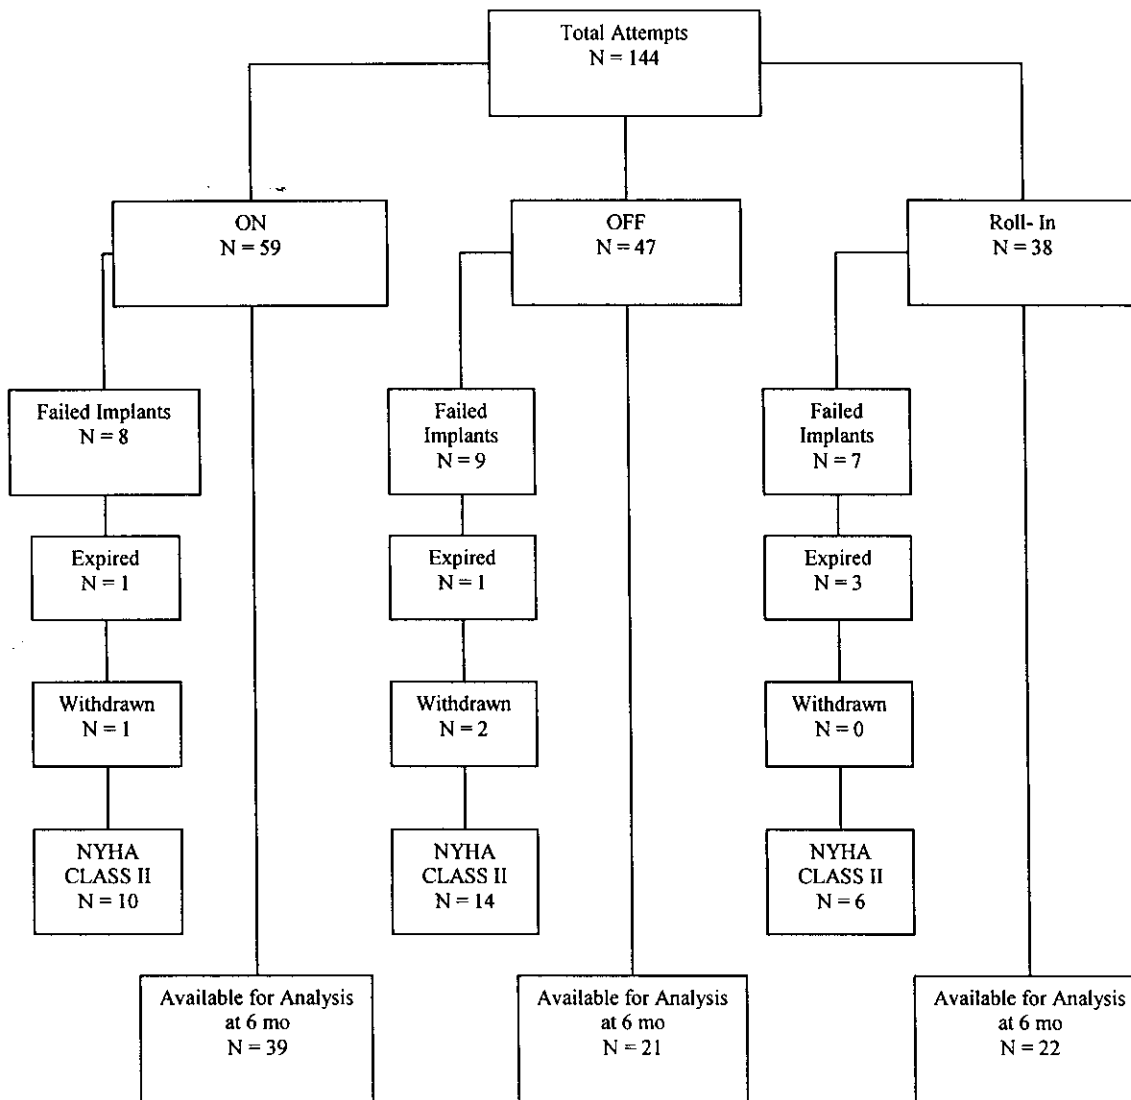 Total Attempts
N = 144
ON
N = 59
OFF
N = 47
Roll- In
N = 38
Failed Implants
N = 8
Failed
Implants
N = 9
Failed
Implants
N = 7
Expired
N = 1
Expired
N = 1
Expired
N = 3
Withdrawn
N = 1
Withdrawn
N = 2
Withdrawn
N = 0
NYHA
CLASS II
N = 10
NYHA
CLASS II
N = 14
NYHA
CLASS II
N = 6
Available for Analysis
at 6 mo
N = 39
Available for Analysis
at 6 mo
N = 21
Available for Analysis
at 6 mo
N = 22